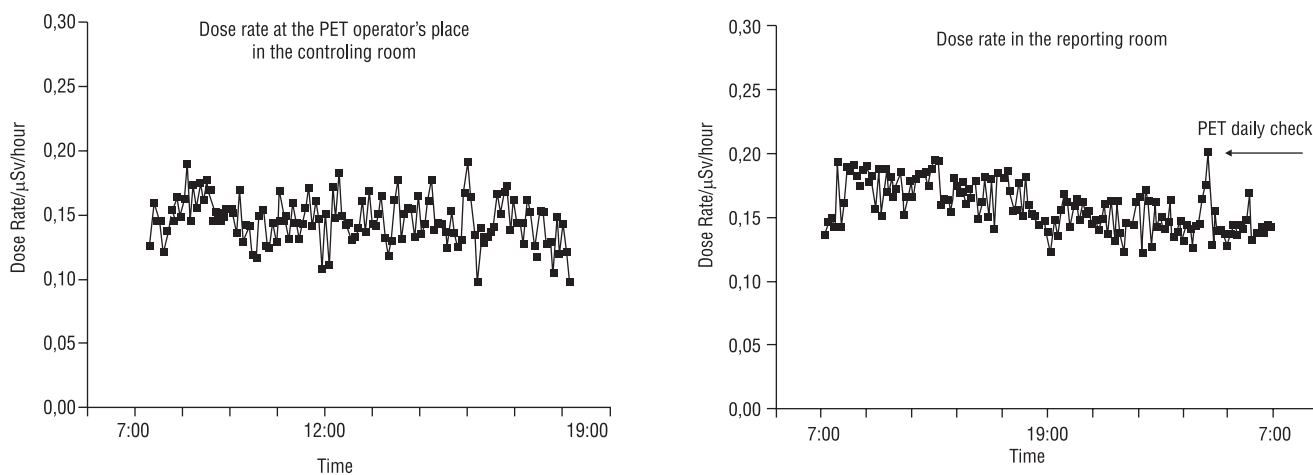 Dose rate at the PET operator's place
in the controling room
Dose Rate/µSv/hour
0,30
0,25
0,20
0,15
0,10
0,05
0,00
7:00 12:00 19:00
Time
Dose rate in the reporting room
PET daily check
Dose Rate/µSv/hour
0,30
0,25
0,20
0,15
0,10
0,05
0,00
7:00 19:00 7:00
Time